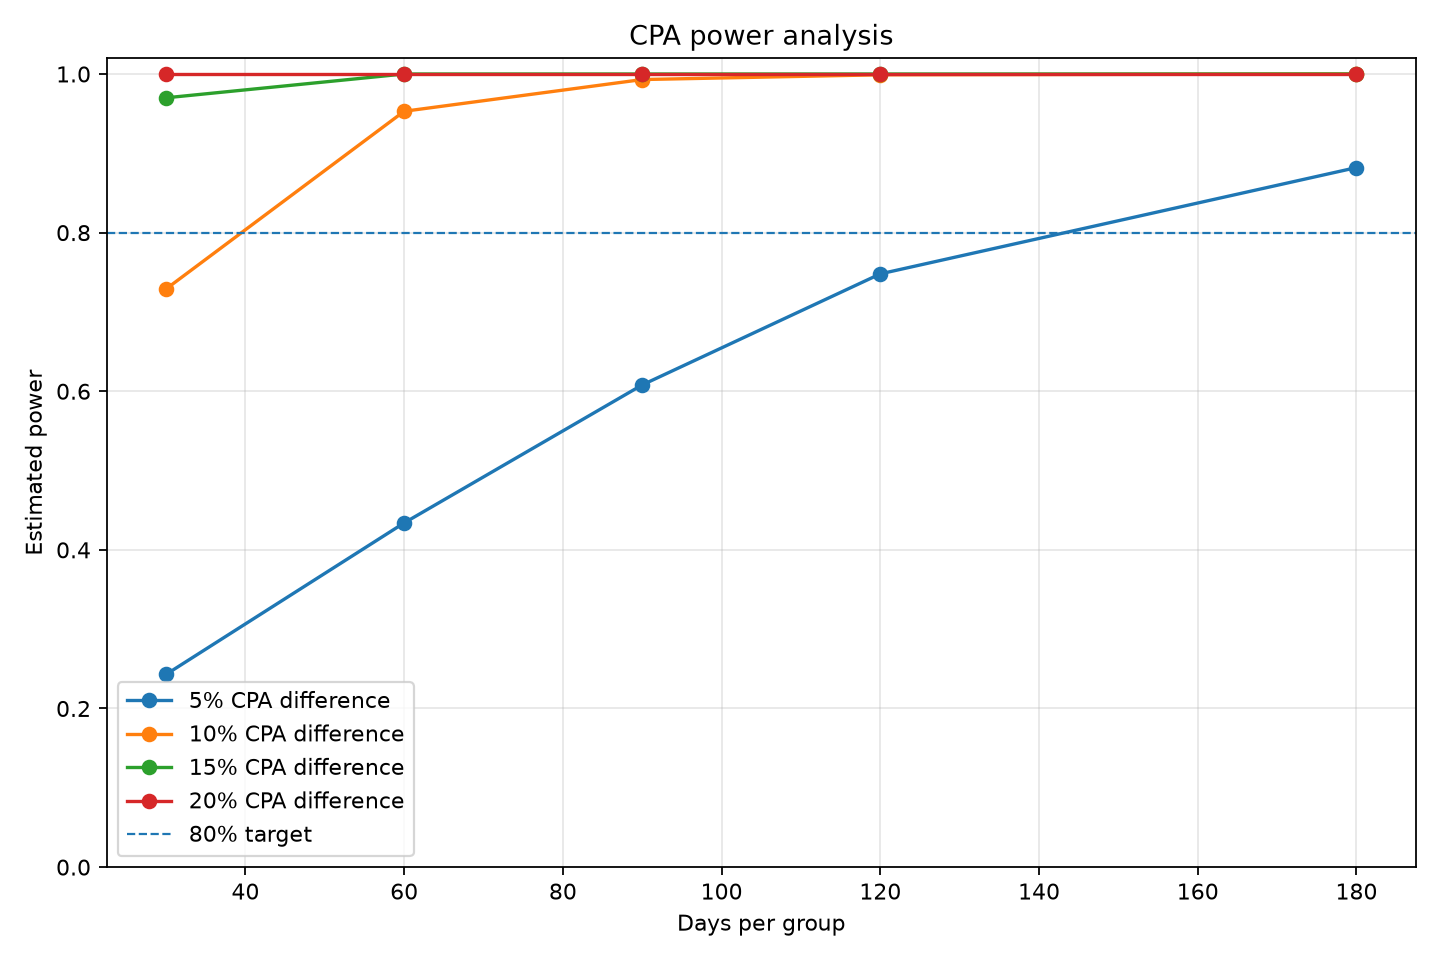 CPA power analysis
1.0
0.8
0.6
0.4
0.2
0.0
Estimated power
5% CPA difference
10% CPA difference
15% CPA difference
20% CPA difference
80% target
40 60 80 100 120 140 160 180
Days per group